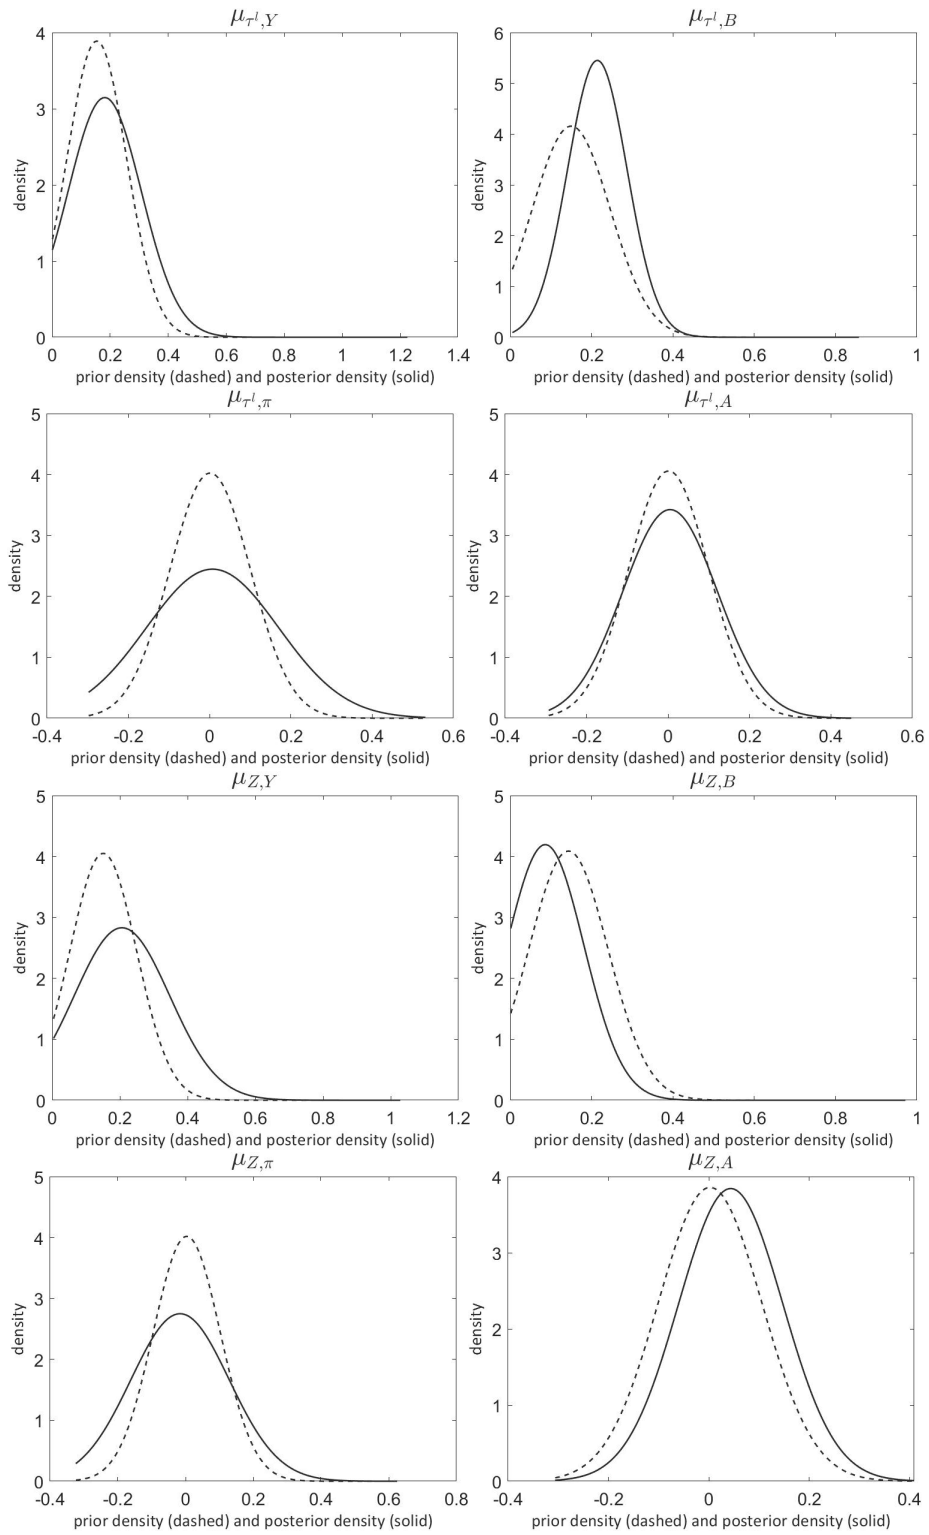 μ_{τ^l,Y} μ_{τ^l,B}
4 6
5
3 4
density density
2 3
2
1
1
0 0
0 0.2 0.4 0.6 0.8 1 1.2 1.4 0 0.2 0.4 0.6 0.8 1
prior density (dashed) and posterior density (solid) prior density (dashed) and posterior density (solid)
μ_{τ^l,π} μ_{τ^l,A}
5 5
4 4
3 3
density density
2 2
1 1
0 0
-0.4 -0.2 0 0.2 0.4 0.6 -0.4 -0.2 0 0.2 0.4 0.6
prior density (dashed) and posterior density (solid) prior density (dashed) and posterior density (solid)
μ_{Z,Y} μ_{Z,B}
5 5
4 4
3 3
density density
2 2
1 1
0 0
0 0.2 0.4 0.6 0.8 1 1.2 0 0.2 0.4 0.6 0.8 1
prior density (dashed) and posterior density (solid) prior density (dashed) and posterior density (solid)
μ_{Z,π} μ_{Z,A}
5 4
4
3
3
density density
2
2
1 1
0 0
-0.4 -0.2 0 0.2 0.4 0.6 0.8 -0.4 -0.2 0 0.2 0.4
prior density (dashed) and posterior density (solid) prior density (dashed) and posterior density (solid)